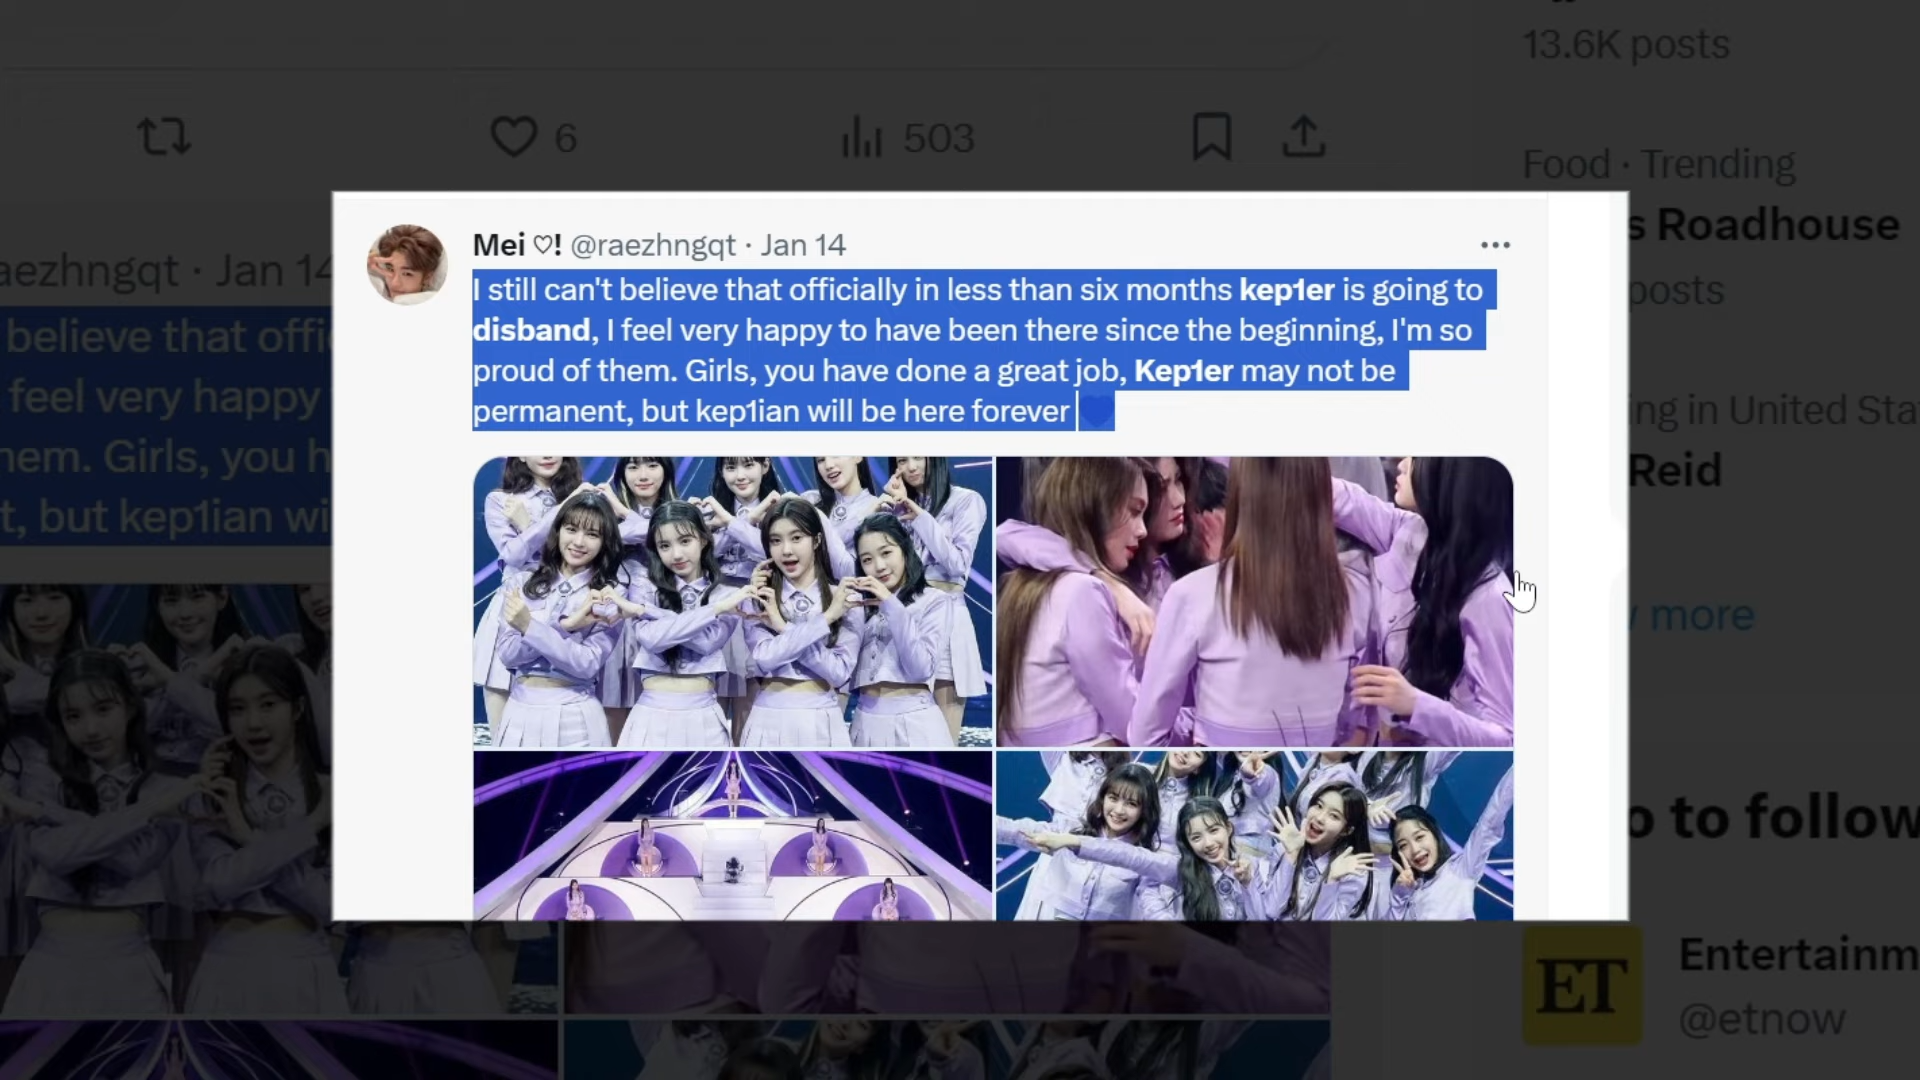 13.6K posts
6
503
Food · Trending
s Roadhouse
Mei ♡! @raezhngqt · Jan 14
aezhngqt · Jan 14
I still can't believe that officially in less than six months kep1er is going to
disband, I feel very happy to have been there since the beginning, I'm so
proud of them. Girls, you have done a great job, Kep1er may not be
permanent, but kep1ian will be here forever 💙
posts
believe that offi
feel very happy
hem. Girls, you h
t, but kep1ian wi
ing in United Sta
Reid
w more
o to follow
ET
Entertainm
@etnow